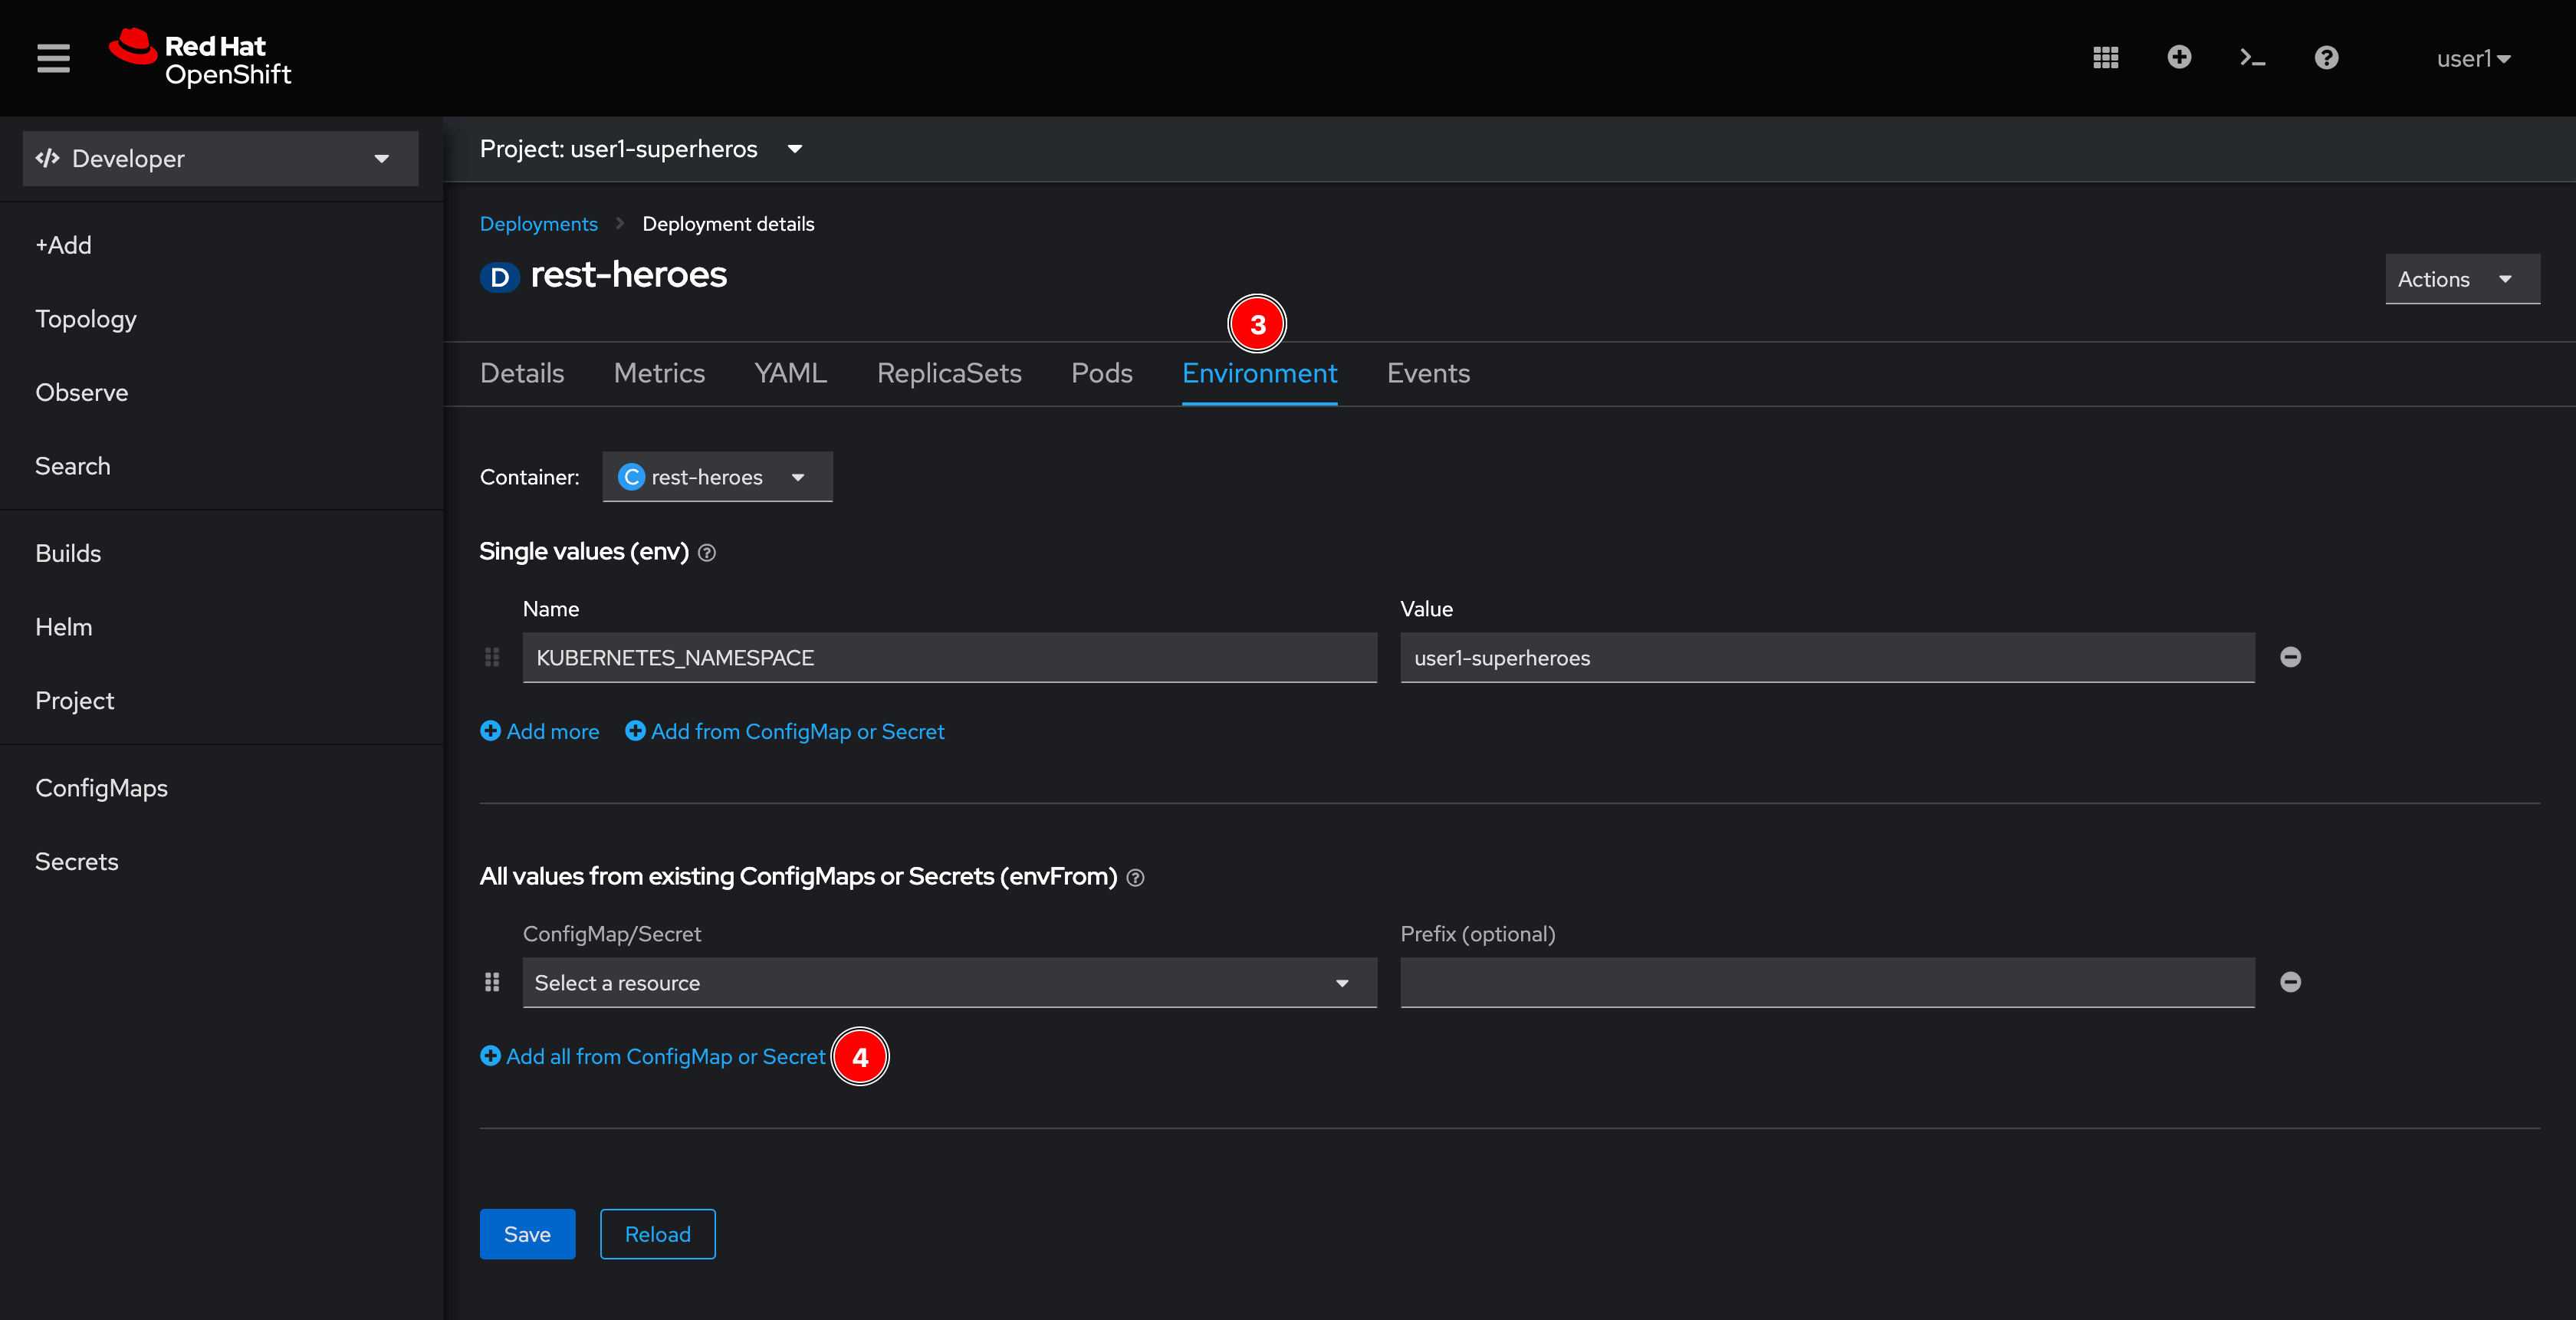 Red Hat
OpenShift
user1
Developer
+Add
Topology
Observe
Search
Builds
Helm
Project
ConfigMaps
Secrets
Project: user1-superheros
Deployments Deployment details
D rest-heroes
Actions
3
Details Metrics YAML ReplicaSets Pods Environment Events
Container: C rest-heroes
Single values (env)
Name Value
KUBERNETES_NAMESPACE user1-superheroes
Add more Add from ConfigMap or Secret
All values from existing ConfigMaps or Secrets (envFrom)
ConfigMap/Secret Prefix (optional)
Select a resource
Add all from ConfigMap or Secret 4
Save Reload